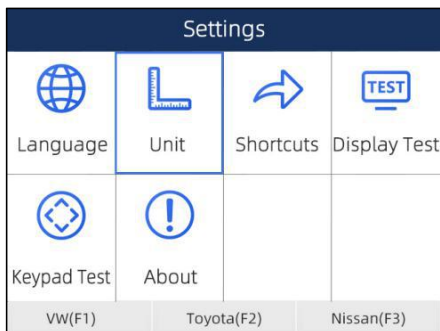 Settings
TEST
Language Unit Shortcuts Display Test
Keypad Test About
VW(F1) Toyota(F2) Nissan(F3)